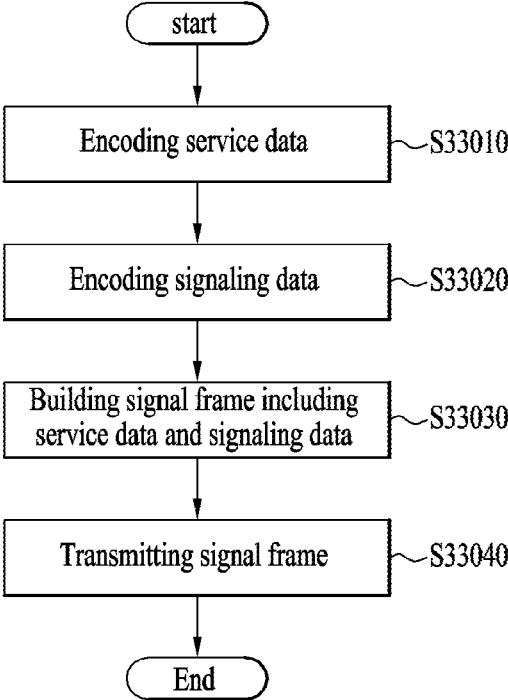 start
Encoding service data
S33010
Encoding signaling data
S33020
Building signal frame including
service data and signaling data
S33030
Transmitting signal frame
S33040
End